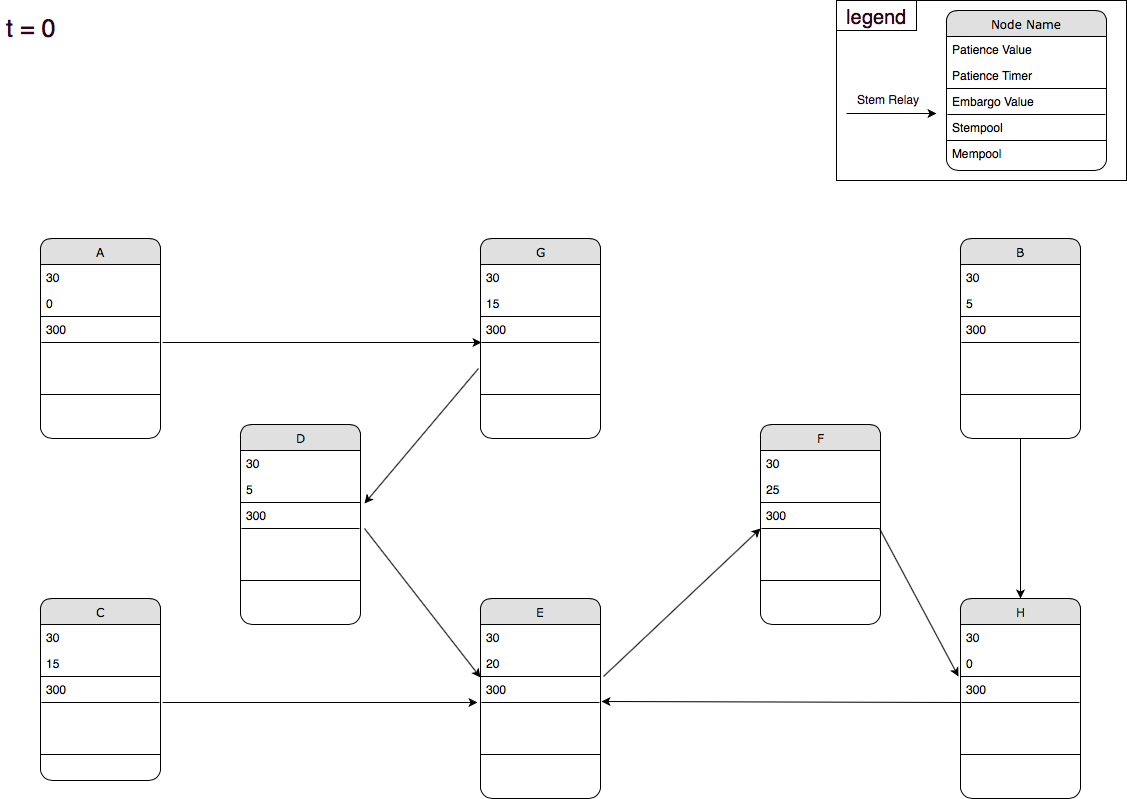 t = 0
legend
Node Name
Patience Value
Patience Timer
Stem Relay
Embargo Value
Stempool
Mempool
A
30
0
300
G
30
15
300
B
30
5
300
D
30
5
300
F
30
25
300
C
30
15
300
E
30
20
300
H
30
0
300